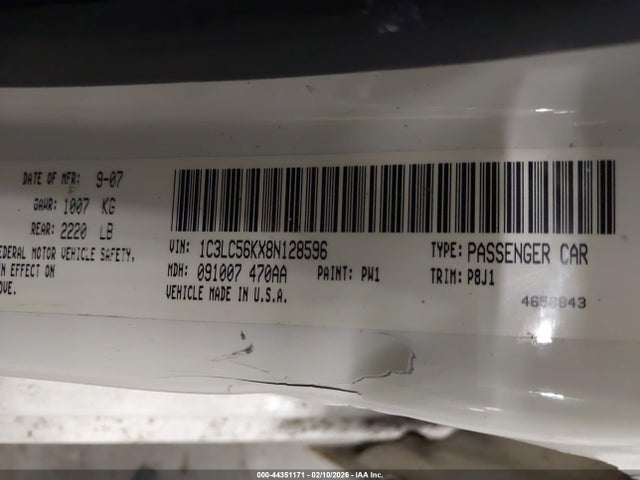 DATE OF MFR: 9-07
GAWR: 1007 KG
REAR: 2220 LB
EDERAL MOTOR VEHICLE SAFETY,
IN EFFECT ON
OVE.
VIN: 1C3LC56KX8N128596
MDH: 091007 470AA PAINT: PW1
VEHICLE MADE IN U.S.A.
TYPE: PASSENGER CAR
TRIM: P8J1
000-44351171 - 02/10/2026 - IAA Inc.